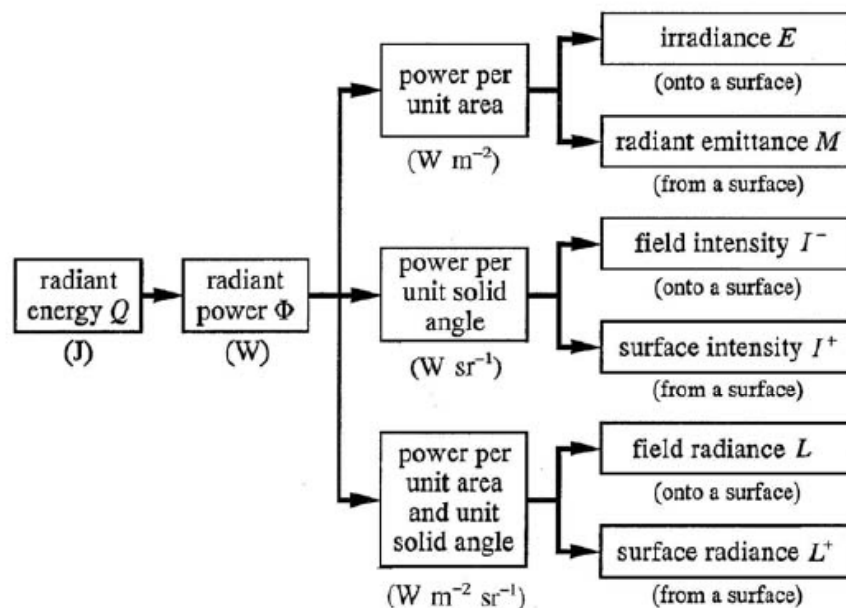 radiant
energy Q
(J)
radiant
power Φ
(W)
power per
unit area
(W m⁻²)
irradiance E
(onto a surface)
radiant emittance M
(from a surface)
power per
unit solid
angle
(W sr⁻¹)
field intensity I⁻
(onto a surface)
surface intensity I⁺
(from a surface)
power per
unit area
and unit
solid angle
(W m⁻² sr⁻¹)
field radiance L
(onto a surface)
surface radiance L⁺
(from a surface)